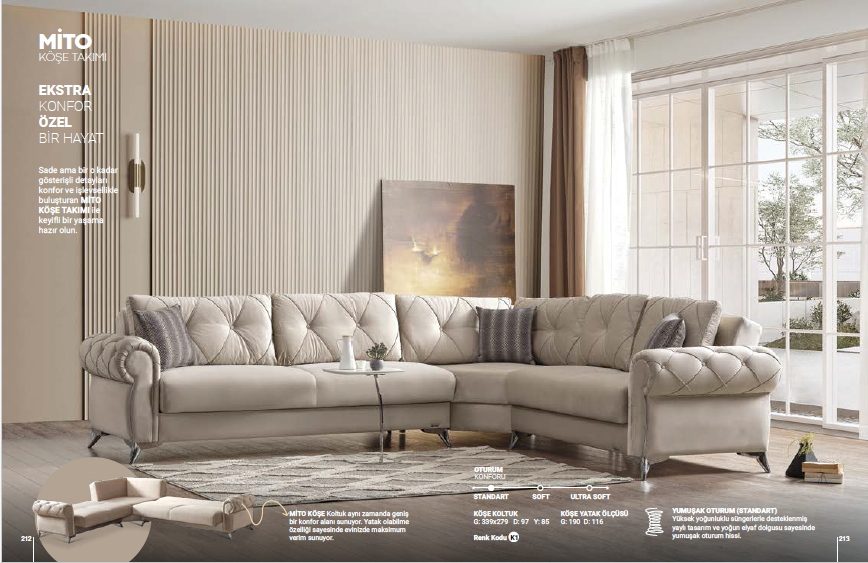 MİTO
KÖŞE TAKIMI
EKSTRA
KONFOR
ÖZEL
BİR HAYAT
Sade ama bir o kadar
gösterişli detayları
konfor ve işlevsellikle
buluşturan MİTO
KÖŞE TAKIMI ile
keyifli bir yaşama
hazır olun.
212
MİTO KÖŞE Koltuk aynı zamanda geniş
bir konfor alanı sunuyor. Yatak olabilme
özelliği sayesinde evinizde maksimum
verim sunuyor.
OTURUM
KONFORU
STANDART SOFT ULTRA SOFT
KÖŞE KOLTUK
G: 339x279 D: 97 Y: 85
KÖŞE YATAK ÖLÇÜSÜ
G: 190 D: 116
Renk Kodu K1
YUMUŞAK OTURUM (STANDART)
Yüksek yoğunluklu süngerlerle desteklenmiş
yaylı tasarım ve yoğun elyaf dolgusu sayesinde
yumuşak oturum hissi.
213